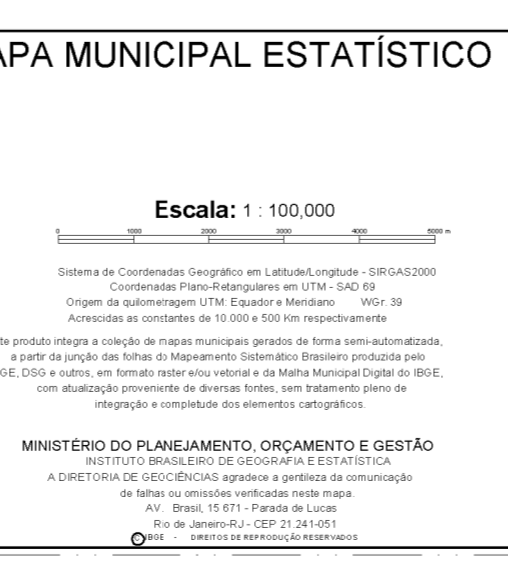 APA MUNICIPAL ESTATÍSTICO
Escala: 1 : 100,000
0 1000 2000 3000 4000 5000 m
Sistema de Coordenadas Geográfico em Latitude/Longitude - SIRGAS2000
Coordenadas Plano-Retangulares em UTM - SAD 69
Origem da quilometragem UTM: Equador e Meridiano WGr. 39
Acrescidas as constantes de 10.000 e 500 Km respectivamente
te produto integra a coleção de mapas municipais gerados de forma semi-automatizada,
a partir da junção das folhas do Mapeamento Sistemático Brasileiro produzida pelo
GE, DSG e outros, em formato raster e/ou vetorial e da Malha Municipal Digital do IBGE,
com atualização proveniente de diversas fontes, sem tratamento pleno de
integração e completude dos elementos cartográficos.
MINISTÉRIO DO PLANEJAMENTO, ORÇAMENTO E GESTÃO
INSTITUTO BRASILEIRO DE GEOGRAFIA E ESTATÍSTICA
A DIRETORIA DE GEOCIÊNCIAS agradece a gentileza da comunicação
de falhas ou omissões verificadas neste mapa.
AV. Brasil, 15 671 - Parada de Lucas
Rio de Janeiro-RJ - CEP 21.241-051
© IBGE - DIREITOS DE REPRODUÇÃO RESERVADOS